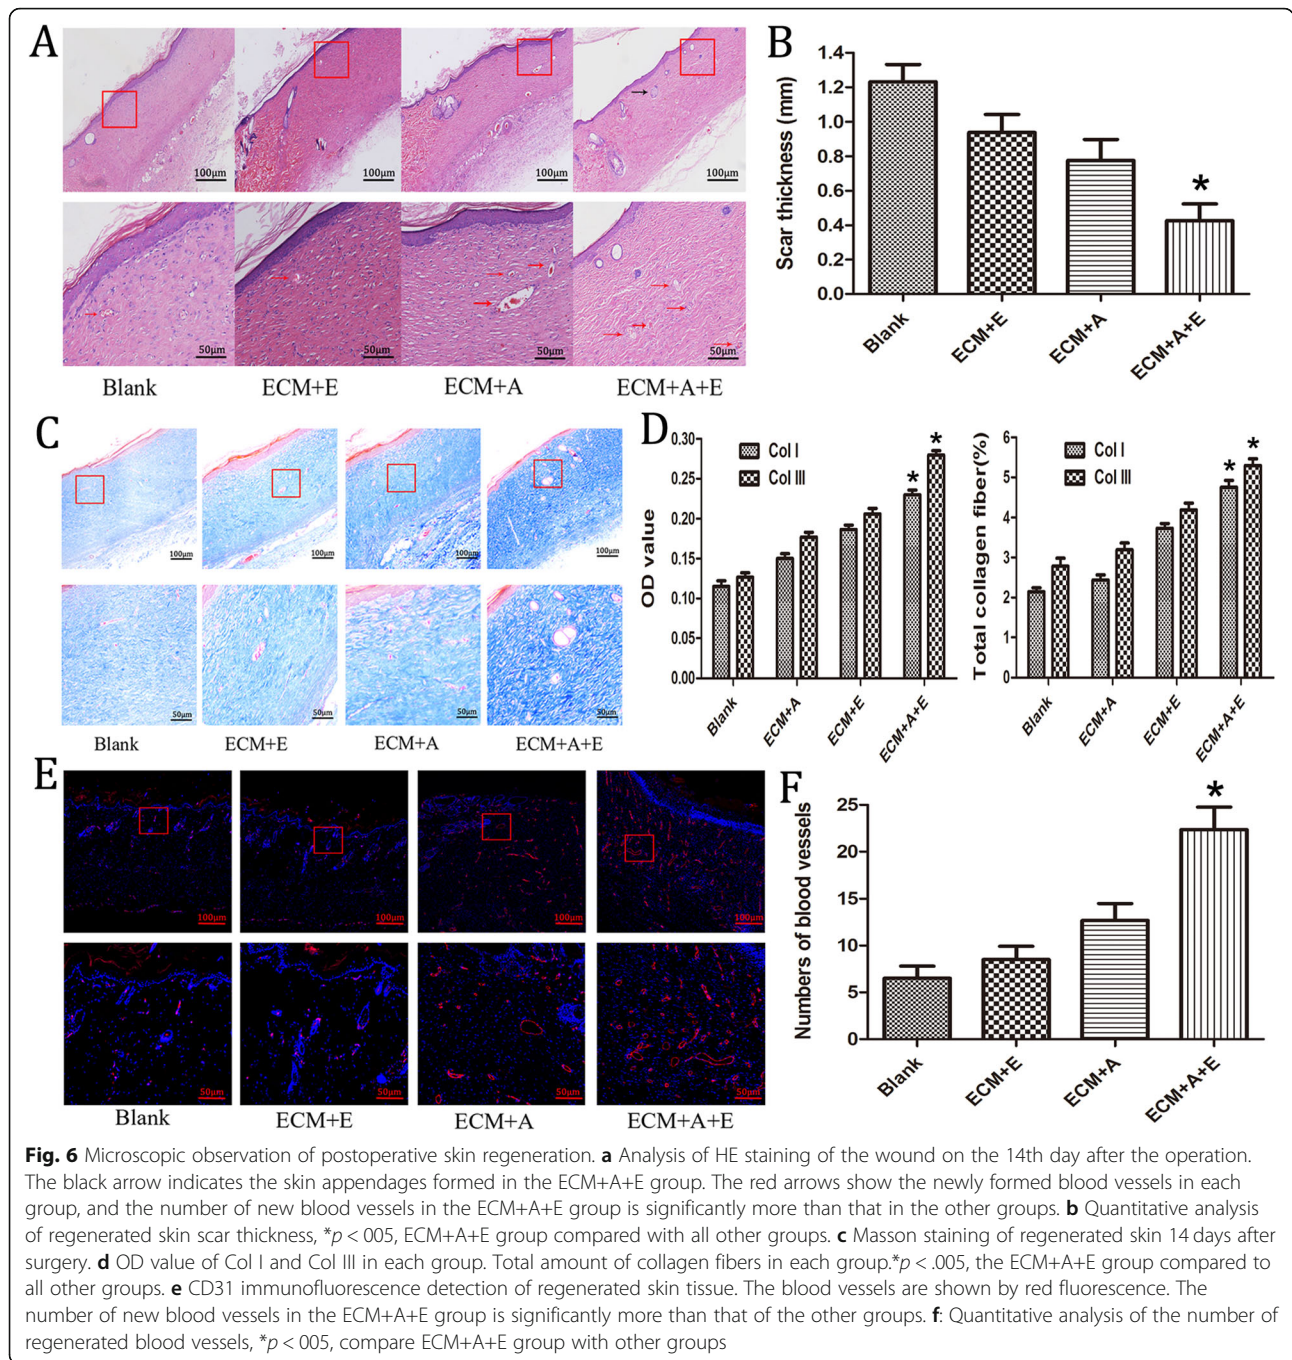 A
100μm
100μm
100μm
100μm
50μm
50μm
50μm
50μm
Blank
ECM+E
ECM+A
ECM+A+E
B
Scar thickness (mm)
1.4
1.2
1.0
0.8
0.6
0.4
0.2
0.0
*
Blank
ECM+E
ECM+A
ECM+A+E
C
100μm
100μm
100μm
100μm
50μm
50μm
50μm
50μm
Blank
ECM+E
ECM+A
ECM+A+E
D
OD value
0.30
0.25
0.20
0.15
0.10
0.05
0.00
Col I
Col III
*
*
Blank
ECM+A
ECM+E
ECM+A+E
Total collagen fiber(%)
6
5
4
3
2
1
0
Col I
Col III
*
*
Blank
ECM+A
ECM+E
ECM+A+E
E
100μm
100μm
100μm
100μm
50μm
50μm
50μm
50μm
Blank
ECM+E
ECM+A
ECM+A+E
F
Numbers of blood vessels
25
20
15
10
5
0
*
Blank
ECM+E
ECM+A
ECM+A+E
Fig. 6 Microscopic observation of postoperative skin regeneration. a Analysis of HE staining of the wound on the 14th day after the operation.
The black arrow indicates the skin appendages formed in the ECM+A+E group. The red arrows show the newly formed blood vessels in each
group, and the number of new blood vessels in the ECM+A+E group is significantly more than that in the other groups. b Quantitative analysis
of regenerated skin scar thickness, *p < 005, ECM+A+E group compared with all other groups. c Masson staining of regenerated skin 14 days after
surgery. d OD value of Col I and Col III in each group. Total amount of collagen fibers in each group.*p < .005, the ECM+A+E group compared to
all other groups. e CD31 immunofluorescence detection of regenerated skin tissue. The blood vessels are shown by red fluorescence. The
number of new blood vessels in the ECM+A+E group is significantly more than that of the other groups. f: Quantitative analysis of the number of
regenerated blood vessels, *p < 005, compare ECM+A+E group with other groups